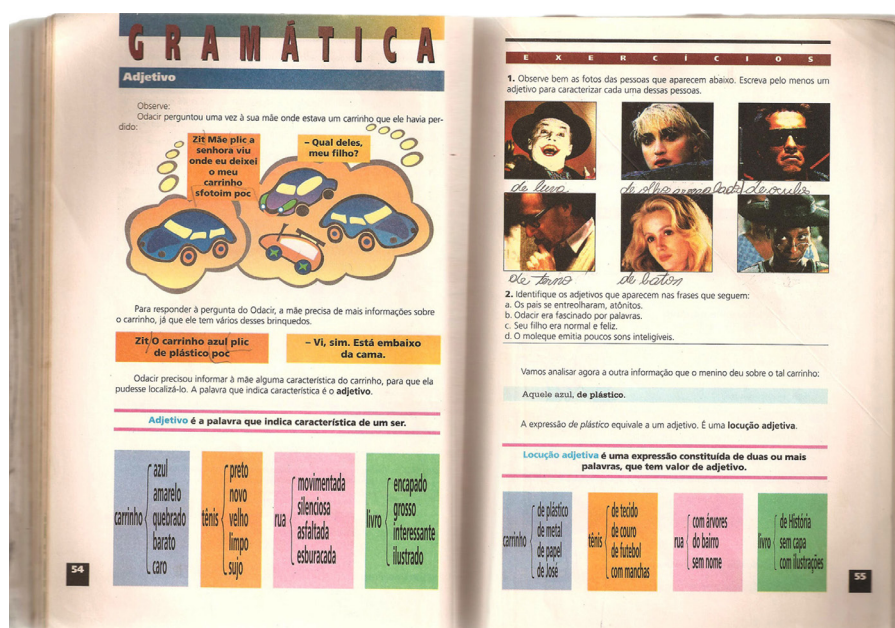 GRAMÁTICA
Adjetivo
Observe:
Odacir perguntou uma vez à sua mãe onde estava um carrinho que ele havia per-
dido:
Zit Mãe plic a
senhora viu
onde eu deixei
o meu
carrinho
sfotoim poc
– Qual deles,
meu filho?
Para responder à pergunta do Odacir, a mãe precisa de mais informações sobre
o carrinho, já que ele tem vários desses brinquedos.
Zit O carrinho azul plic
de plástico poc
– Vi, sim. Está embaixo
da cama.
Odacir precisou informar à mãe alguma característica do carrinho, para que ela
pudesse localizá-lo. A palavra que indica característica é o adjetivo.
Adjetivo é a palavra que indica característica de um ser.
carrinho
azul
amarelo
quebrado
barato
caro
tênis
preto
novo
velho
limpo
sujo
rua
movimentada
silenciosa
asfaltada
esburacada
livro
encapado
grosso
interessante
ilustrado
54
EXERCÍCIOS
1. Observe bem as fotos das pessoas que aparecem abaixo. Escreva pelo menos um
adjetivo para caracterizar cada uma dessas pessoas.
de luva
de olho
de oculos
de terno
de baton
2. Identifique os adjetivos que aparecem nas frases que seguem:
a. Os pais se entreolharam, atônitos.
b. Odacir era fascinado por palavras.
c. Seu filho era normal e feliz.
d. O moleque emitia poucos sons inteligíveis.
Vamos analisar agora a outra informação que o menino deu sobre o tal carrinho:
Aquele azul, de plástico.
A expressão de plástico equivale a um adjetivo. É uma locução adjetiva.
Locução adjetiva é uma expressão constituída de duas ou mais
palavras, que tem valor de adjetivo.
carrinho
de plástico
de metal
de papel
de José
tênis
de tecido
de couro
de futebol
com manchas
rua
com árvores
do bairro
sem nome
livro
de História
sem capa
com ilustrações
55